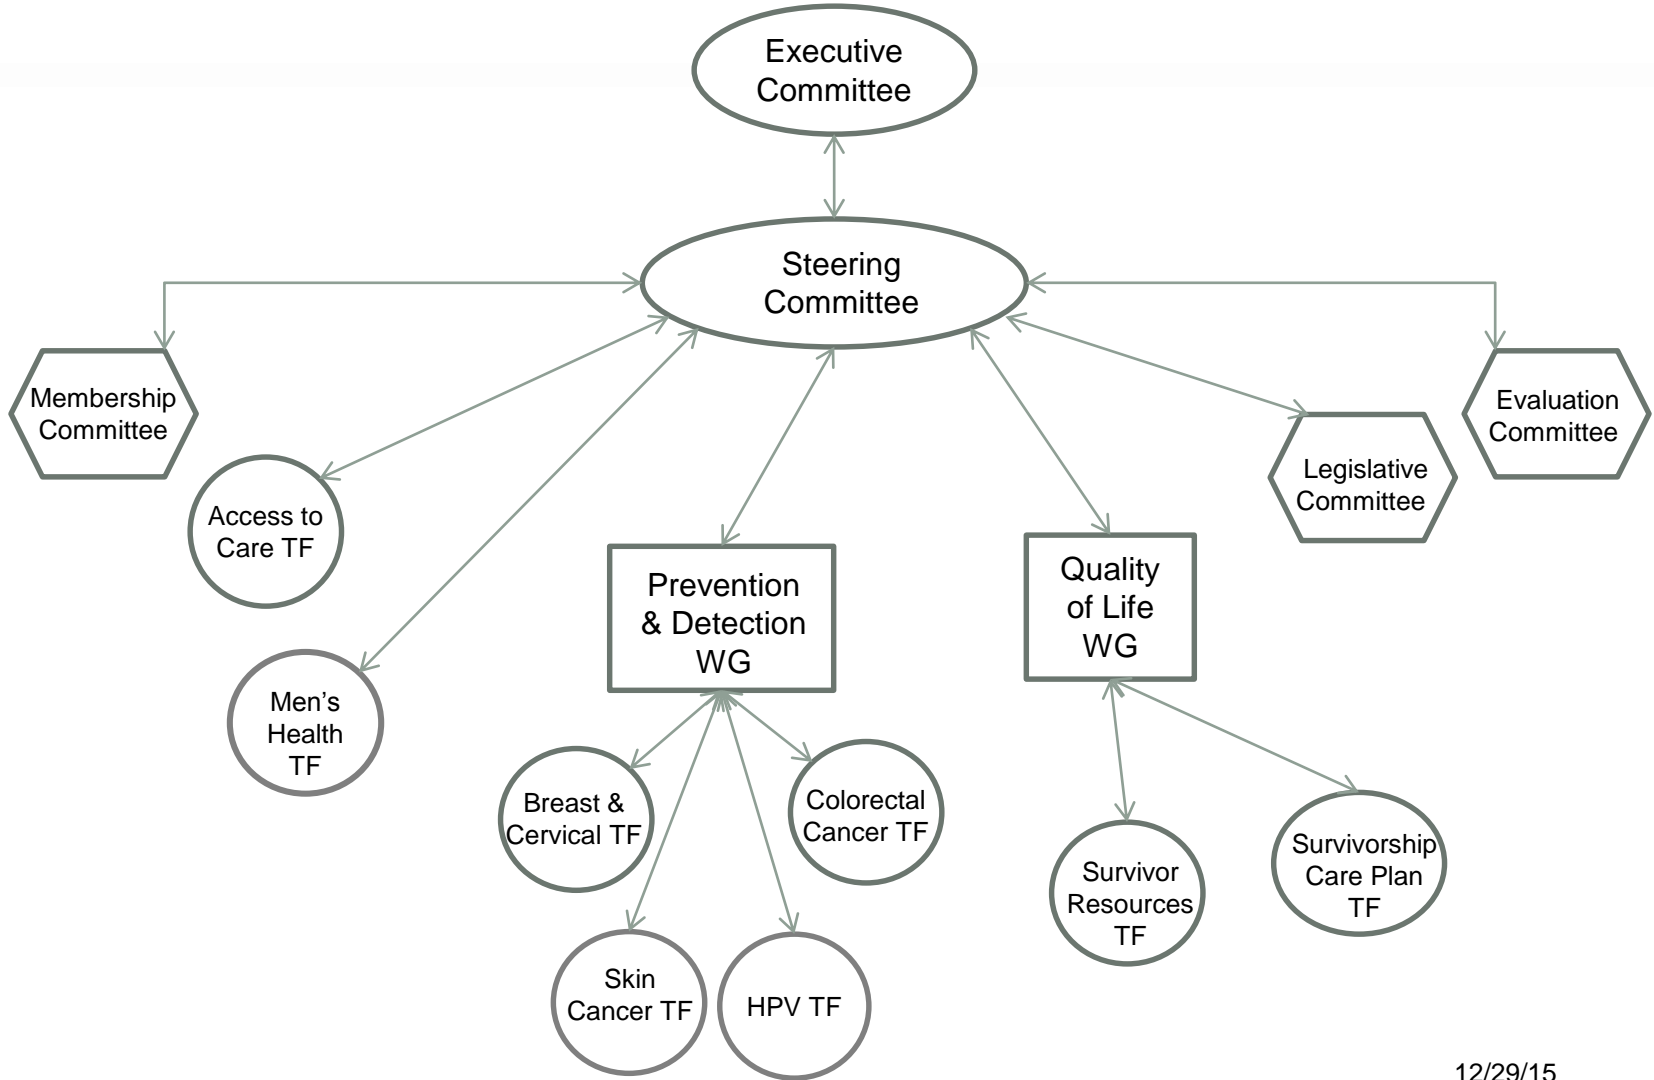 Executive
Committee
Steering
Committee
Membership
Committee
Evaluation
Committee
Legislative
Committee
Access to
Care TF
Prevention
& Detection
WG
Quality
of Life
WG
Men’s
Health
TF
Breast &
Cervical TF
Colorectal
Cancer TF
Survivor
Resources
TF
Survivorship
Care Plan
TF
Skin
Cancer TF
HPV TF
12/29/15